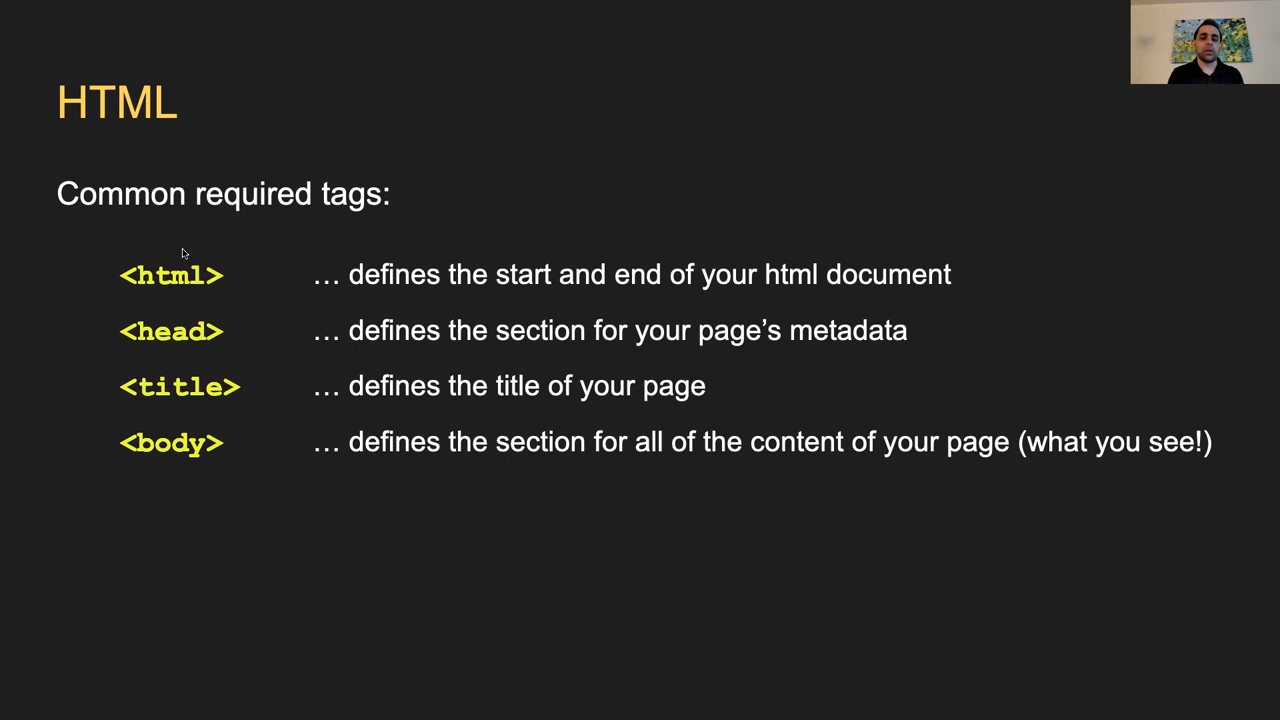 HTML
Common required tags:
<html> … defines the start and end of your html document
<head> … defines the section for your page’s metadata
<title> … defines the title of your page
<body> … defines the section for all of the content of your page (what you see!)